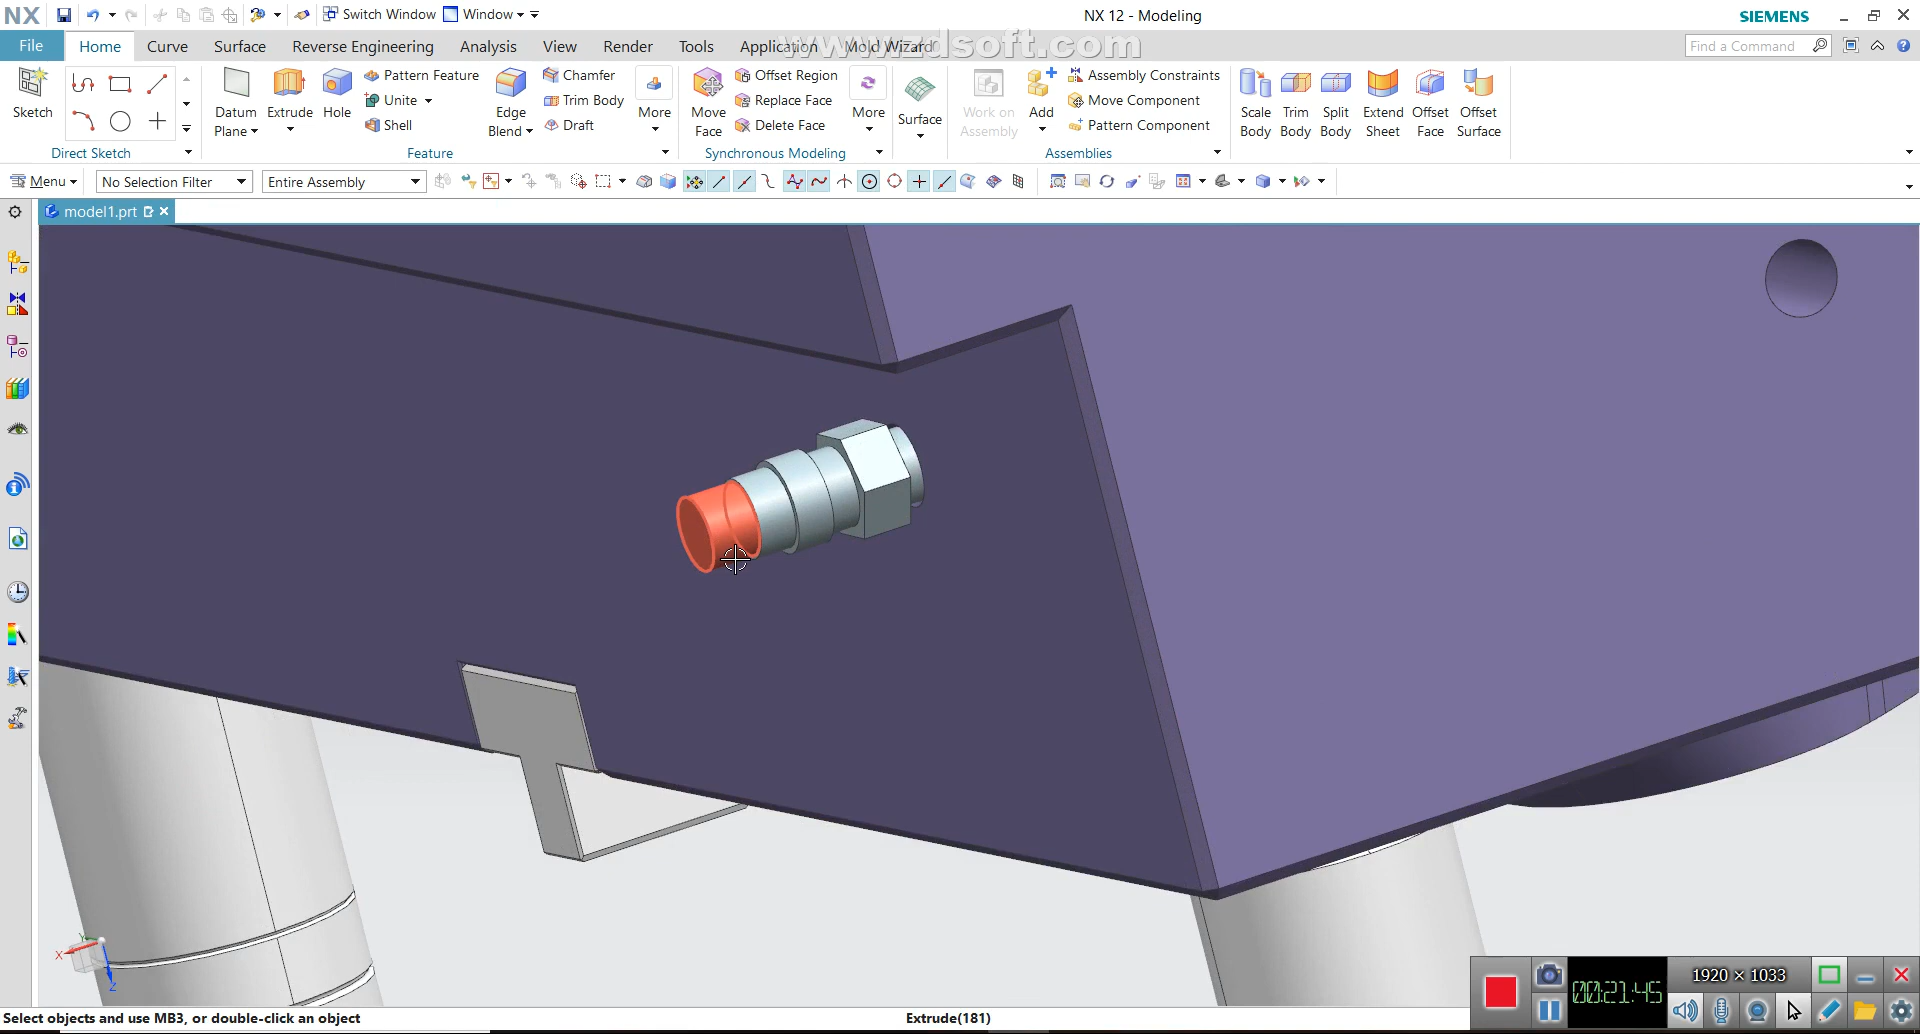 NX
Switch Window
Window
NX 12 - Modeling
SIEMENS
File
Home
Curve
Surface
Reverse Engineering
Analysis
View
Render
Tools
Application
Mold Wizard
www.zdsoft.com
Find a Command
Sketch
Datum Plane
Extrude
Hole
Pattern Feature
Unite
Shell
Edge Blend
Chamfer
Trim Body
Draft
More
Move Face
Offset Region
Replace Face
Delete Face
More
Surface
Work on Assembly
Add
Assembly Constraints
Move Component
Pattern Component
Scale Body
Trim Body
Split Body
Extend Sheet
Offset Face
Offset Surface
Direct Sketch
Feature
Synchronous Modeling
Assemblies
Menu
No Selection Filter
Entire Assembly
model1.prt
X
Y
Z
1920 × 1033
00:21:45
Select objects and use MB3, or double-click an object
Extrude(181)